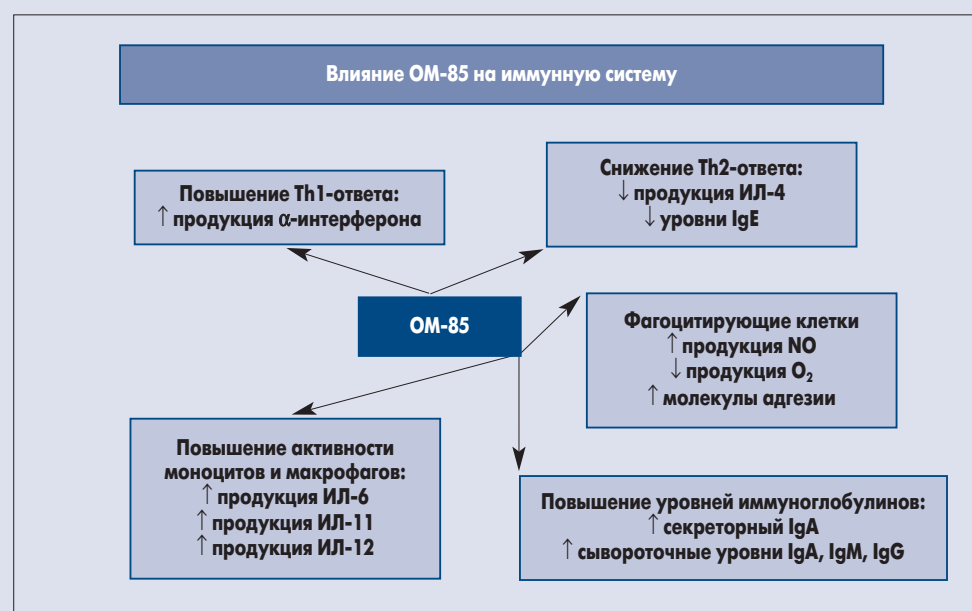 Влияние ОМ-85 на иммунную систему
Повышение Th1-ответа:
↑ продукция α-интерферона
Снижение Th2-ответа:
↓ продукция ИЛ-4
↓ уровни IgE
ОМ-85
Фагоцитирующие клетки
↑ продукция NO
↓ продукция O₂
↑ молекулы адгезии
Повышение активности
моноцитов и макрофагов:
↑ продукция ИЛ-6
↑ продукция ИЛ-11
↑ продукция ИЛ-12
Повышение уровней иммуноглобулинов:
↑ секреторный IgA
↑ сывороточные уровни IgA, IgM, IgG